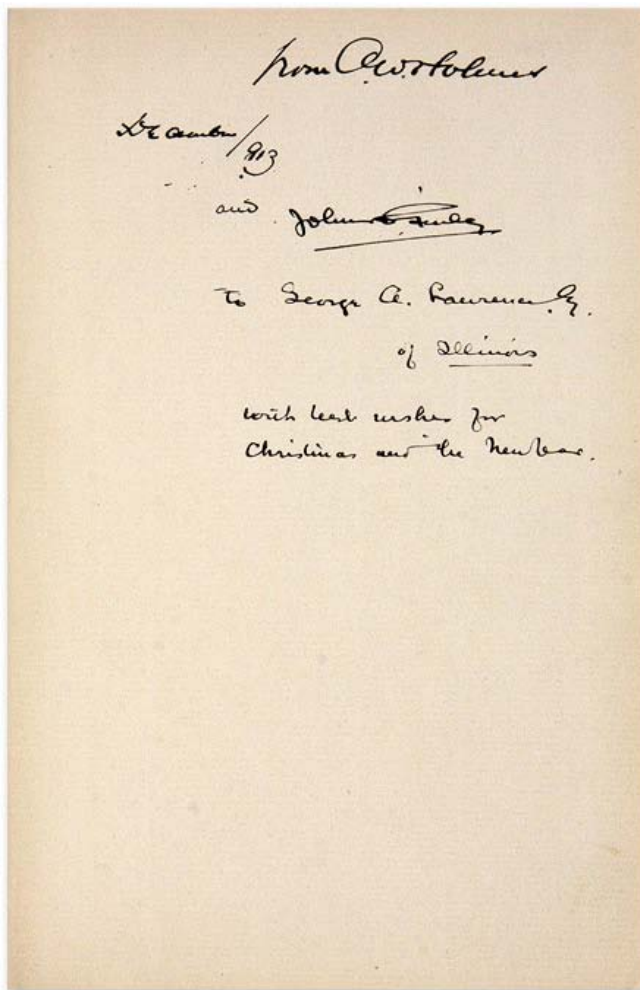 from O. W. Holmes
December / 1913
and John Finley
to George A. Lawrence Esq.
of Illinois
with best wishes for
Christmas and the New Year.